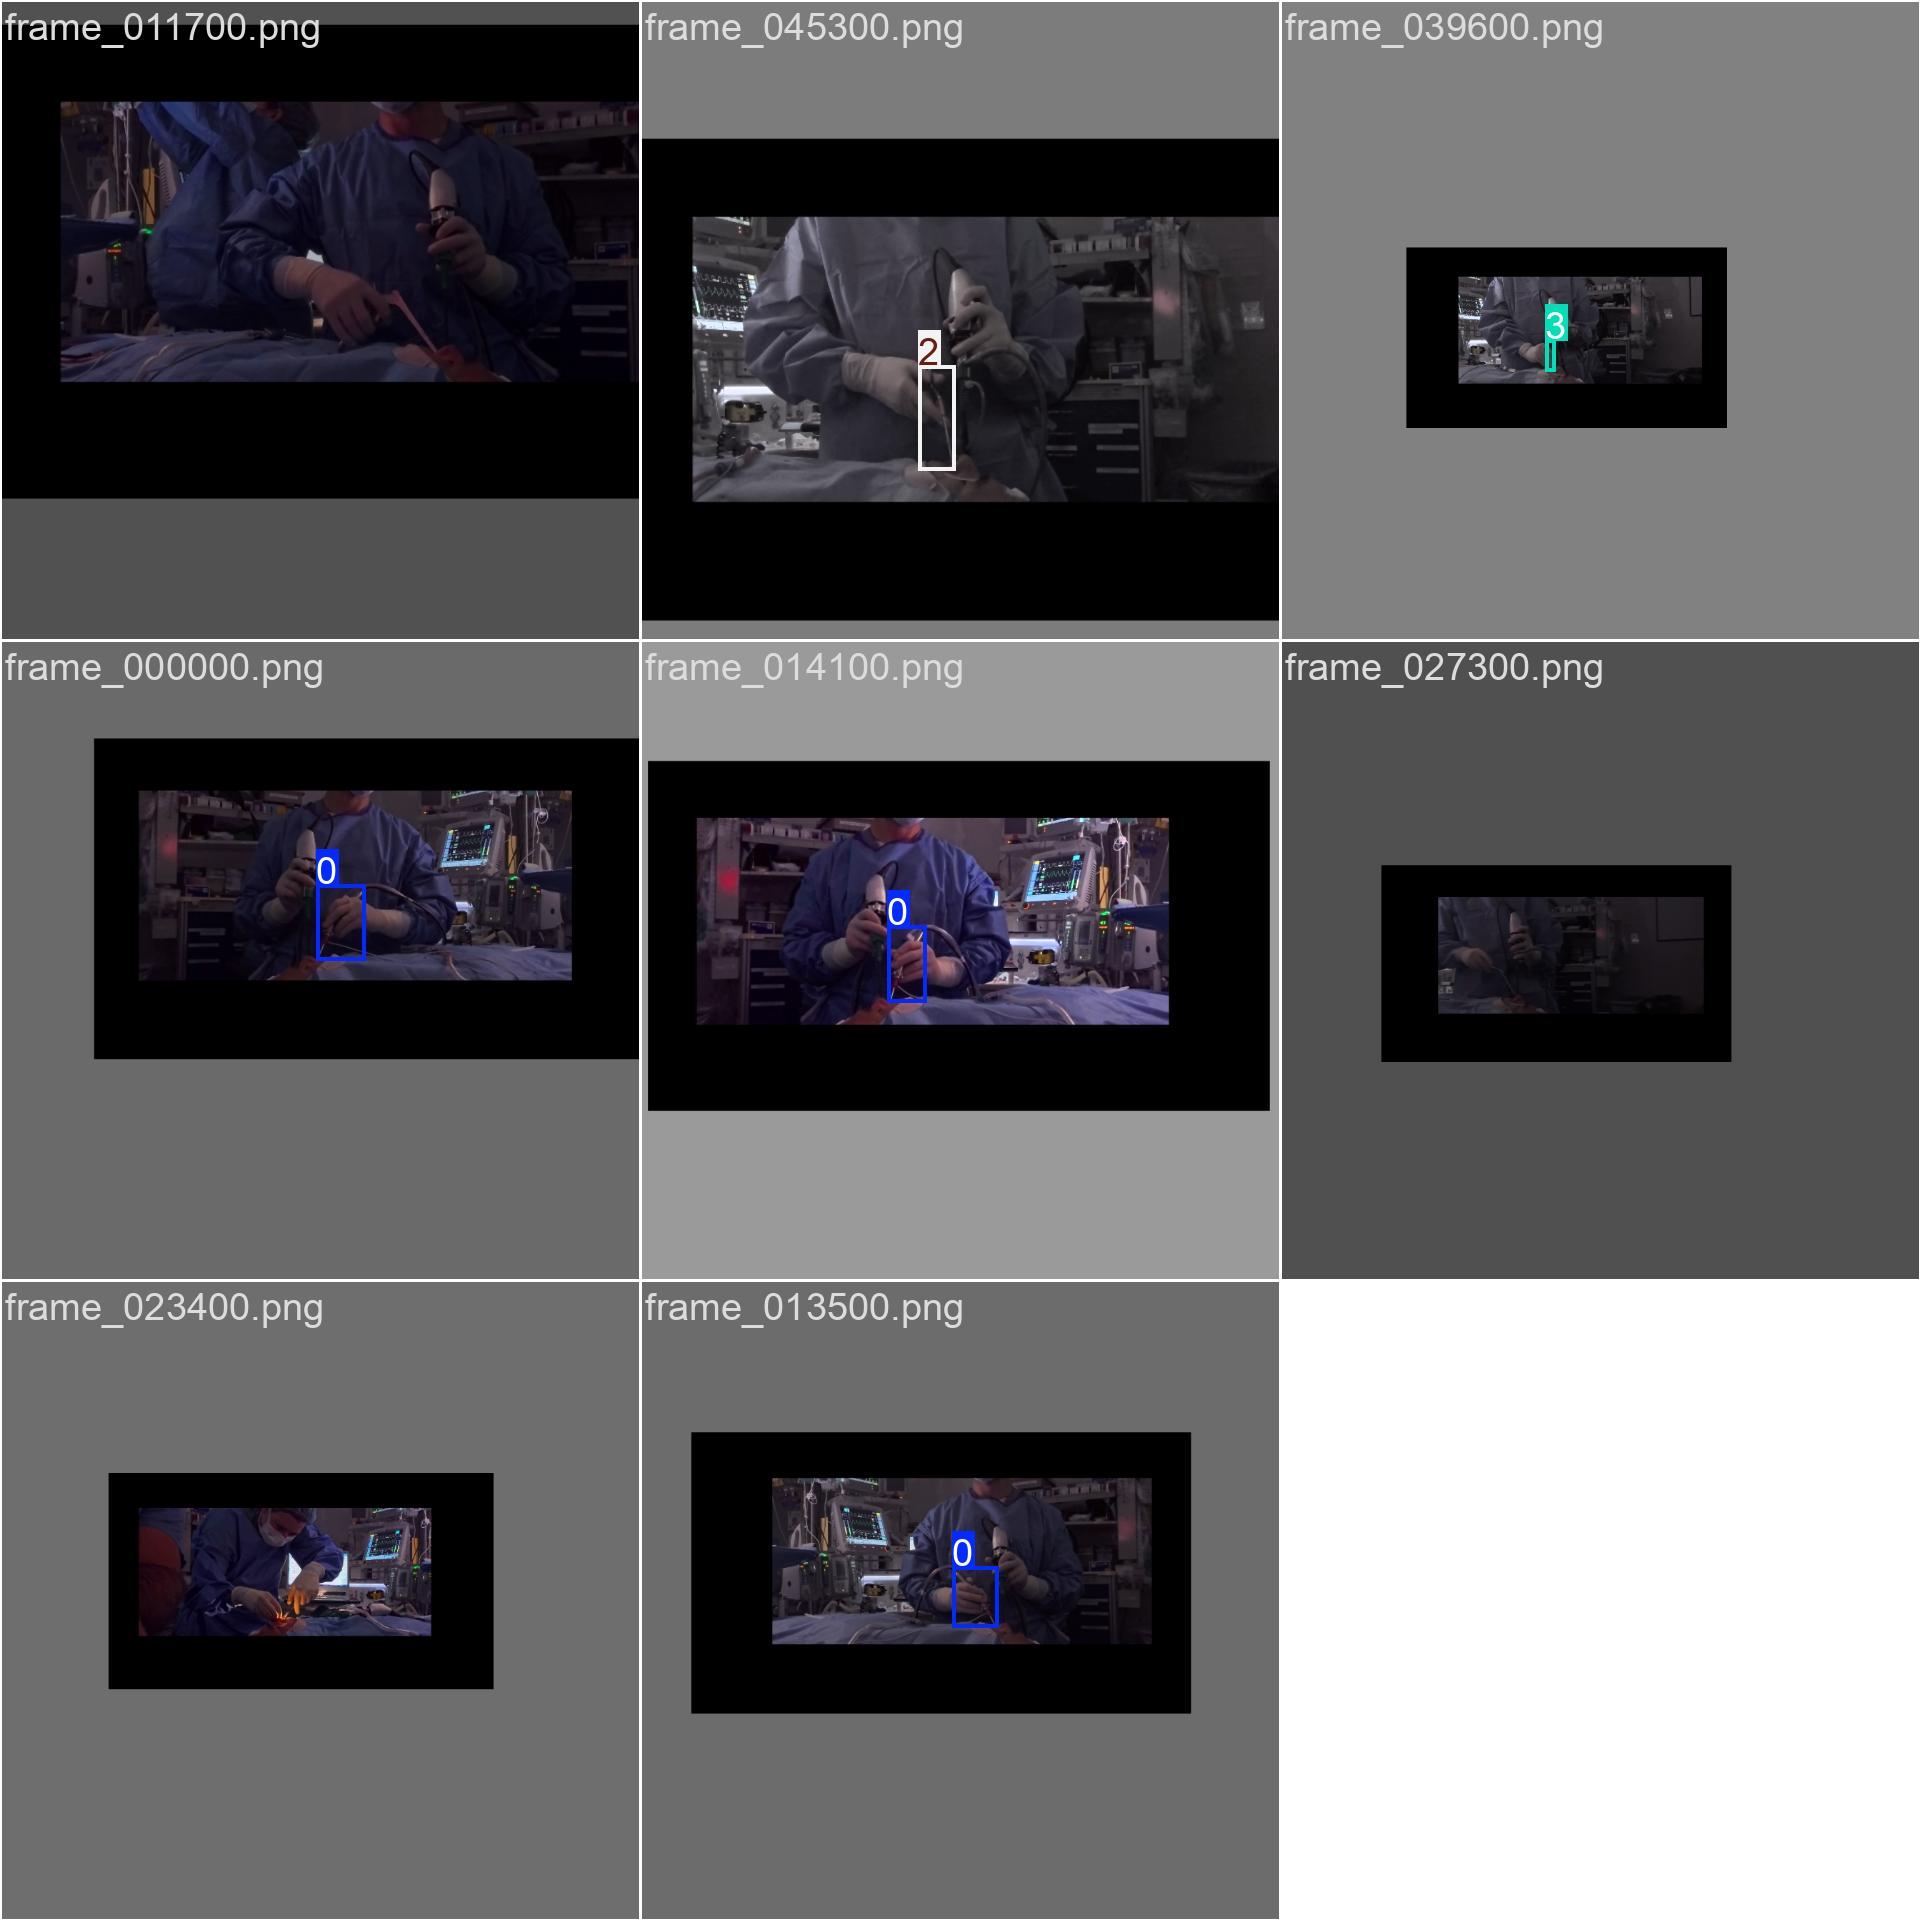 frame_011700.png
frame_045300.png
frame_039600.png
2
3
frame_000000.png
frame_014100.png
frame_027300.png
0
0
frame_023400.png
frame_013500.png
0